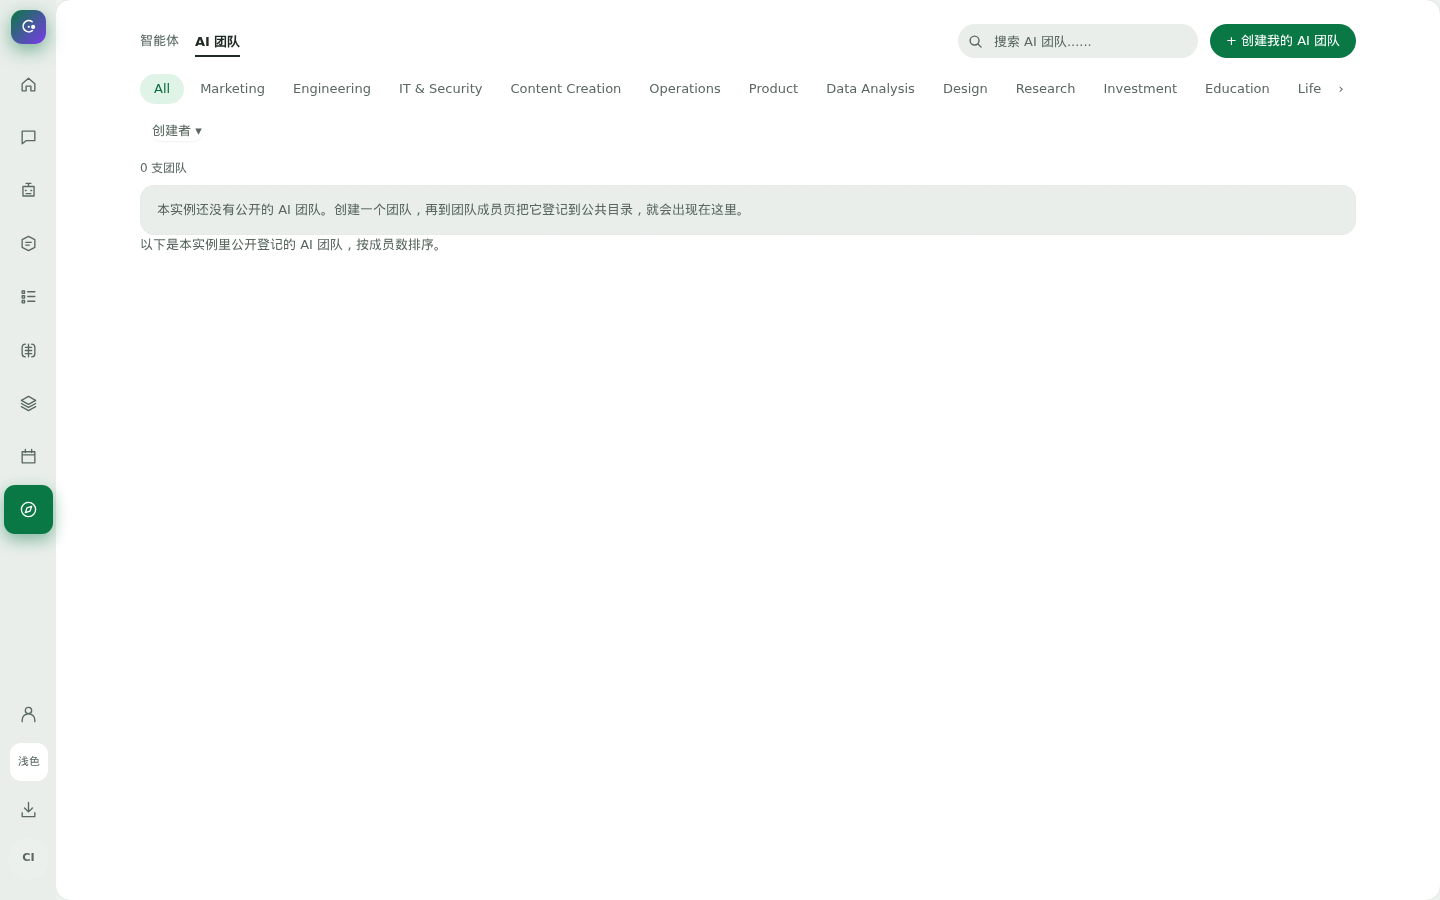 智能体 AI 团队 搜索 AI 团队…… + 创建我的 AI 团队
All Marketing Engineering IT & Security Content Creation Operations Product Data Analysis Design Research Investment Education Life ›
创建者 ▾
0 支团队
本实例还没有公开的 AI 团队。创建一个团队，再到团队成员页把它登记到公共目录，就会出现在这里。
以下是本实例里公开登记的 AI 团队，按成员数排序。
浅色
CI